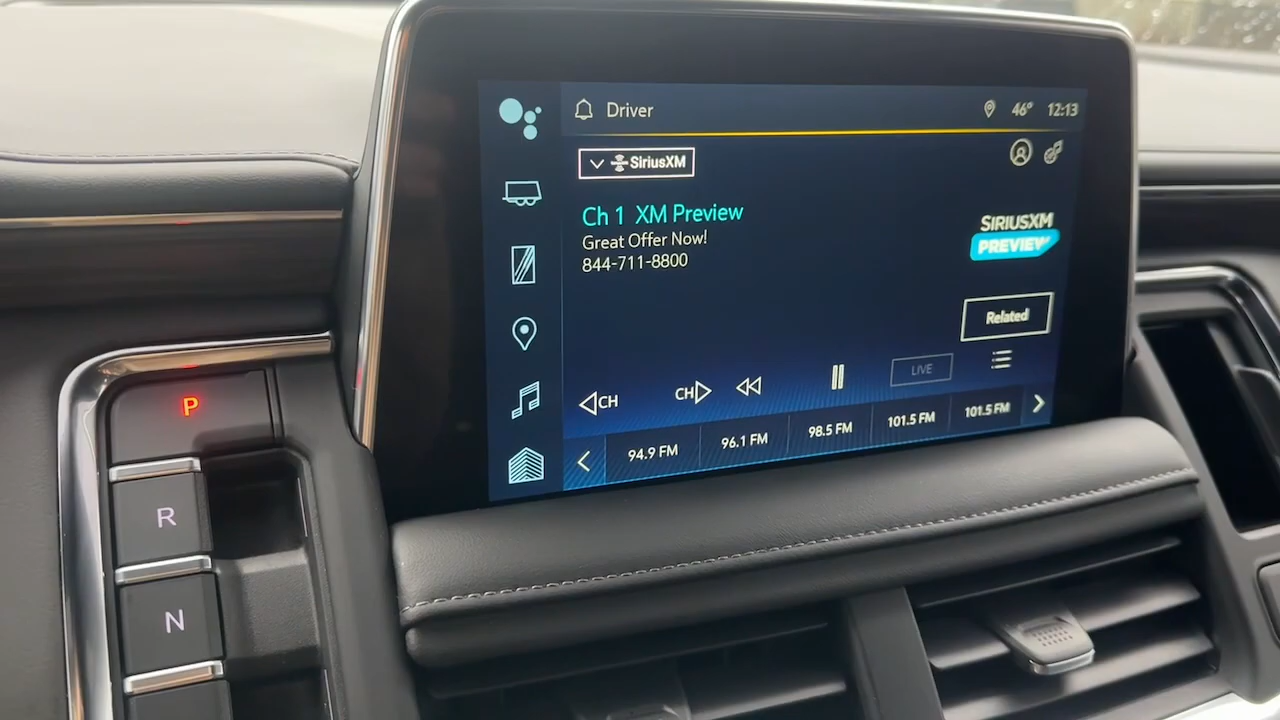 Driver
46° 12:13
SiriusXM
Ch 1 XM Preview
Great Offer Now!
844-711-8800
SIRIUSXM
PREVIEW
Related
LIVE
CH CH
94.9 FM 96.1 FM 98.5 FM 101.5 FM 101.5 FM
P
R
N